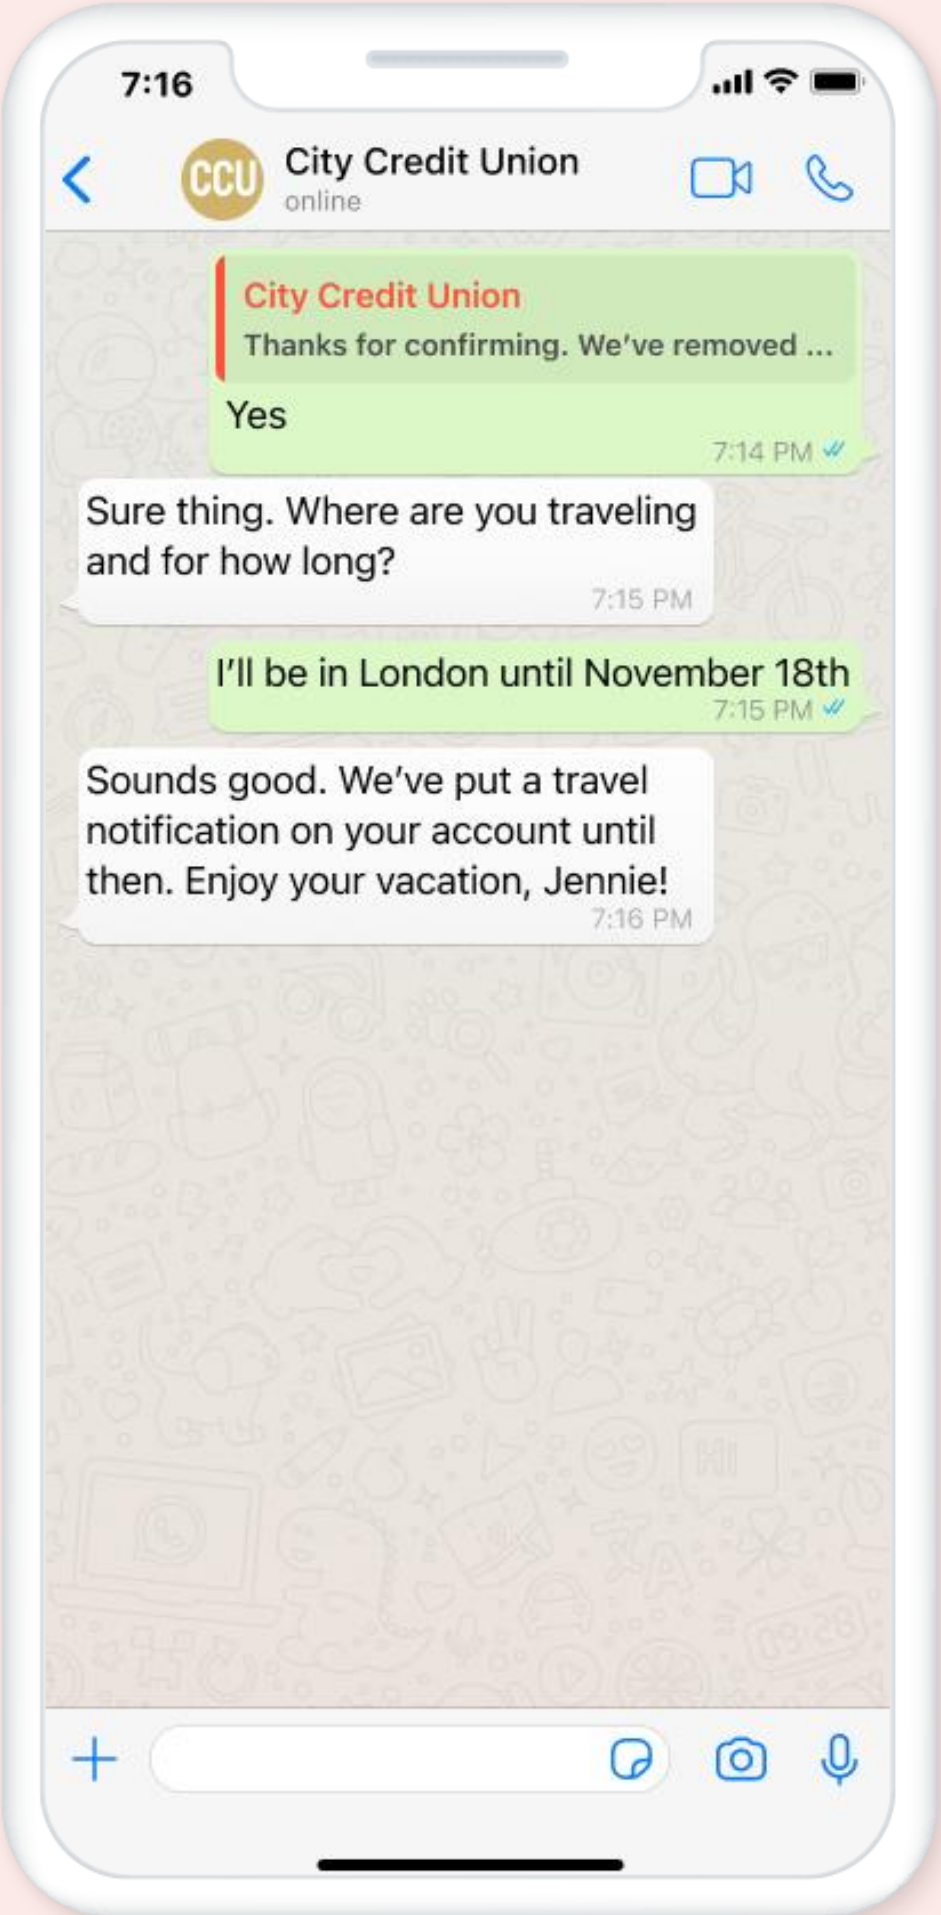 7:16
CCU
City Credit Union
online
City Credit Union
Thanks for confirming. We’ve removed ...
Yes
7:14 PM
Sure thing. Where are you traveling
and for how long?
7:15 PM
I’ll be in London until November 18th
7:15 PM
Sounds good. We’ve put a travel
notification on your account until
then. Enjoy your vacation, Jennie!
7:16 PM
HI
09:28